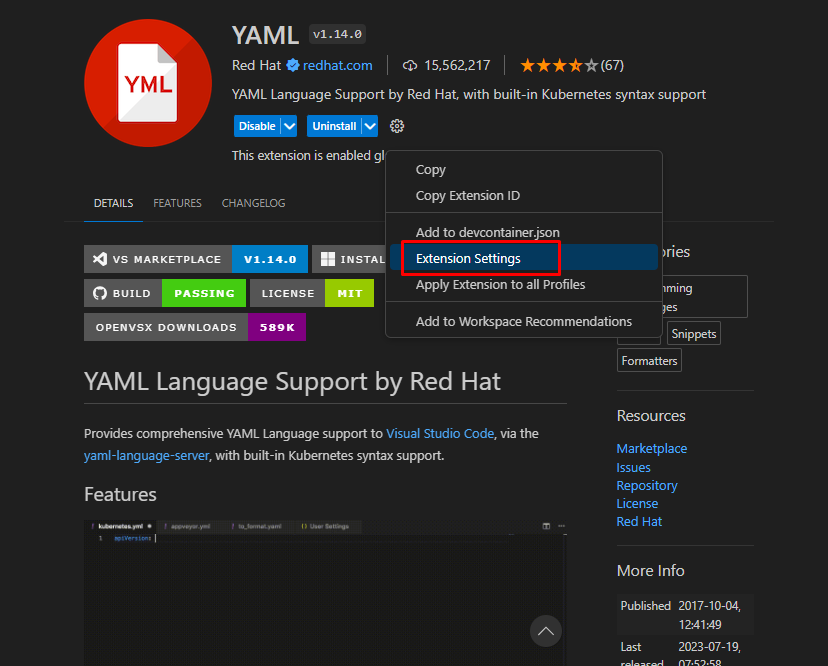 YML
YAML v1.14.0
Red Hat redhat.com 15,562,217 (67)
YAML Language Support by Red Hat, with built-in Kubernetes syntax support
Disable Uninstall
This extension is enabled gl
Copy
Copy Extension ID
Add to devcontainer.json
Extension Settings
Apply Extension to all Profiles
Add to Workspace Recommendations
DETAILS FEATURES CHANGELOG
VS MARKETPLACE V1.14.0 INSTAL
BUILD PASSING LICENSE MIT
OPENVSX DOWNLOADS 589K
YAML Language Support by Red Hat
Provides comprehensive YAML Language support to Visual Studio Code, via the
yaml-language-server, with built-in Kubernetes syntax support.
Features
kubernetes.yml appveyor.yml to_format.yaml User Settings
1 apiVersion:
ories
mming
ges
Snippets
Formatters
Resources
Marketplace
Issues
Repository
License
Red Hat
More Info
Published 2017-10-04,
12:41:49
Last 2023-07-19,
released 07:52:58